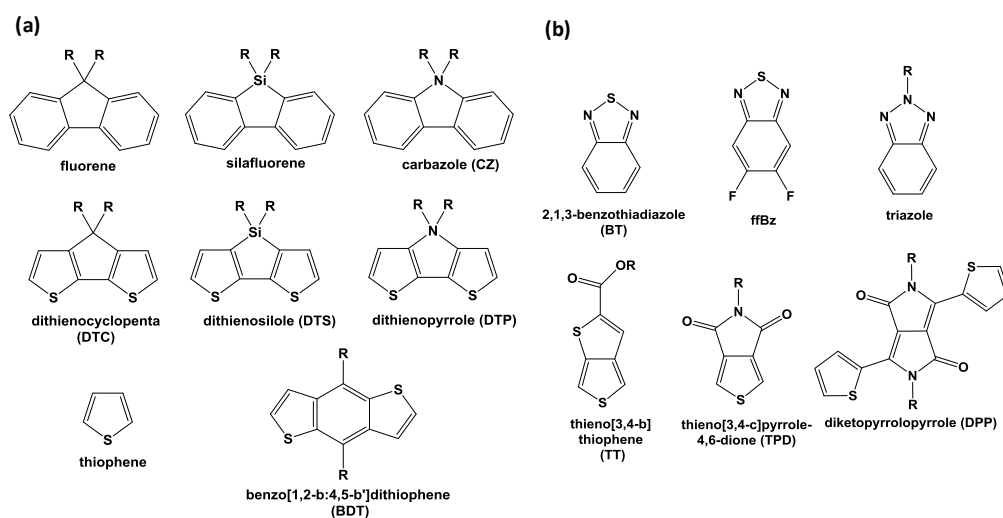 (a)
(b)
R R
Si
fluorene
R R
Si
silafluorene
R R
N
carbazole (CZ)
S
N N
2,1,3-benzothiadiazole
(BT)
S
N N
F F
ffBz
R
N
N N
triazole
R R
S S
dithienocyclopenta
(DTC)
R R
Si
S S
dithienosilole (DTS)
R R
N
S S
dithienopyrrole (DTP)
O OR
S
S
thieno[3,4-b]
thiophene
(TT)
R
O N O
S
thieno[3,4-c]pyrrole-
4,6-dione (TPD)
R S
O N
N O
S R
diketopyrrolopyrrole (DPP)
S
thiophene
R
S
S
R
benzo[1,2-b:4,5-b']dithiophene
(BDT)